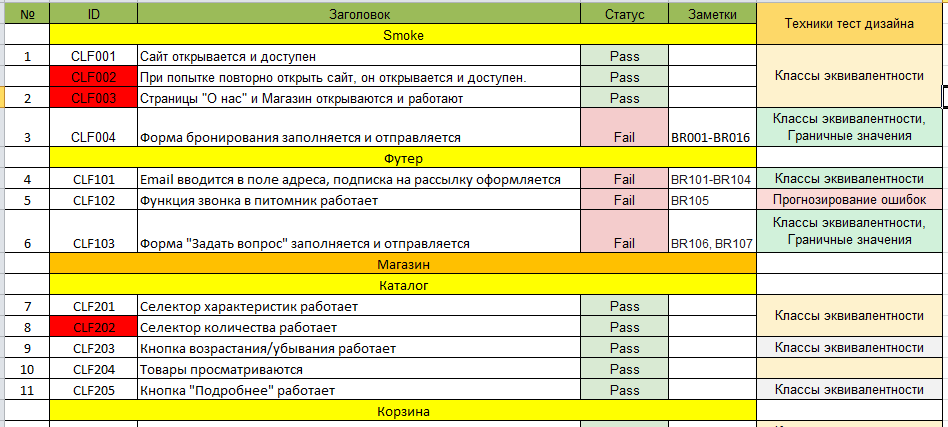 № ID Заголовок Статус Заметки Техники тест дизайна
Smoke
1 CLF001 Сайт открывается и доступен Pass
CLF002 При попытке повторно открыть сайт, он открывается и доступен. Pass Классы эквивалентности
2 CLF003 Страницы "О нас" и Магазин открываются и работают Pass
Классы эквивалентности,
3 CLF004 Форма бронирования заполняется и отправляется Fail BR001-BR016 Граничные значения
Футер
4 CLF101 Email вводится в поле адреса, подписка на рассылку оформляется Fail BR101-BR104 Классы эквивалентности
5 CLF102 Функция звонка в питомник работает Fail BR105 Прогнозирование ошибок
Классы эквивалентности,
6 CLF103 Форма "Задать вопрос" заполняется и отправляется Fail BR106, BR107 Граничные значения
Магазин
Каталог
7 CLF201 Селектор характеристик работает Pass Классы эквивалентности
8 CLF202 Селектор количества работает Pass
9 CLF203 Кнопка возрастания/убывания работает Pass Классы эквивалентности
10 CLF204 Товары просматриваются Pass
11 CLF205 Кнопка "Подробнее" работает Pass Классы эквивалентности
Корзина